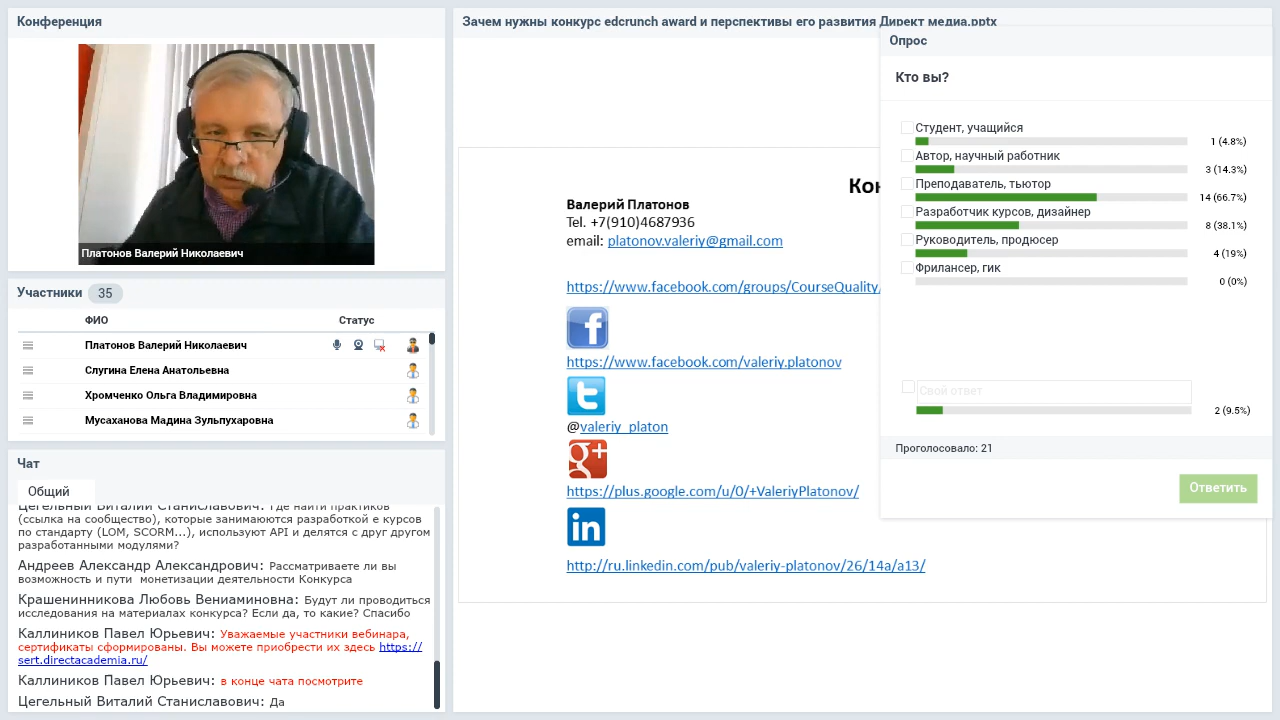 Конференция
Платонов Валерий Николаевич
Участники 35
ФИО Статус
Платонов Валерий Николаевич
Слугина Елена Анатольевна
Хромченко Ольга Владимировна
Мусаханова Мадина Зульпухаровна
Чат
Общий
Цегельный Виталий Станиславович: Где найти практиков
(ссылка на сообщество), которые занимаюются разработкой е курсов
по стандарту (LOM, SCORM...), используют API и делятся с друг другом
разработанными модулями?
Андреев Александр Александрович: Рассматриваете ли вы
возможность и пути монетизации деятельности Конкурса
Крашенинникова Любовь Вениаминовна: Будут ли проводиться
исследования на материалах конкурса? Если да, то какие? Спасибо
Каллиников Павел Юрьевич: Уважаемые участники вебинара,
сертификаты сформированы. Вы можете приобрести их здесь https://
sert.directacademia.ru/
Каллиников Павел Юрьевич: в конце чата посмотрите
Цегельный Виталий Станиславович: Да
Зачем нужны конкурс edcrunch award и перспективы его развития Директ медиа.pptx
Кон
Валерий Платонов
Tel. +7(910)4687936
email: platonov.valeriy@gmail.com
https://www.facebook.com/groups/CourseQuality/
f
https://www.facebook.com/valeriy.platonov
t
@valeriy_platon
g+
https://plus.google.com/u/0/+ValeriyPlatonov/
in
http://ru.linkedin.com/pub/valeriy-platonov/26/14a/a13/
Опрос
Кто вы?
Студент, учащийся
1 (4.8%)
Автор, научный работник
3 (14.3%)
Преподаватель, тьютор
14 (66.7%)
Разработчик курсов, дизайнер
8 (38.1%)
Руководитель, продюсер
4 (19%)
Фрилансер, гик
0 (0%)
Свой ответ
2 (9.5%)
Проголосовало: 21
Ответить